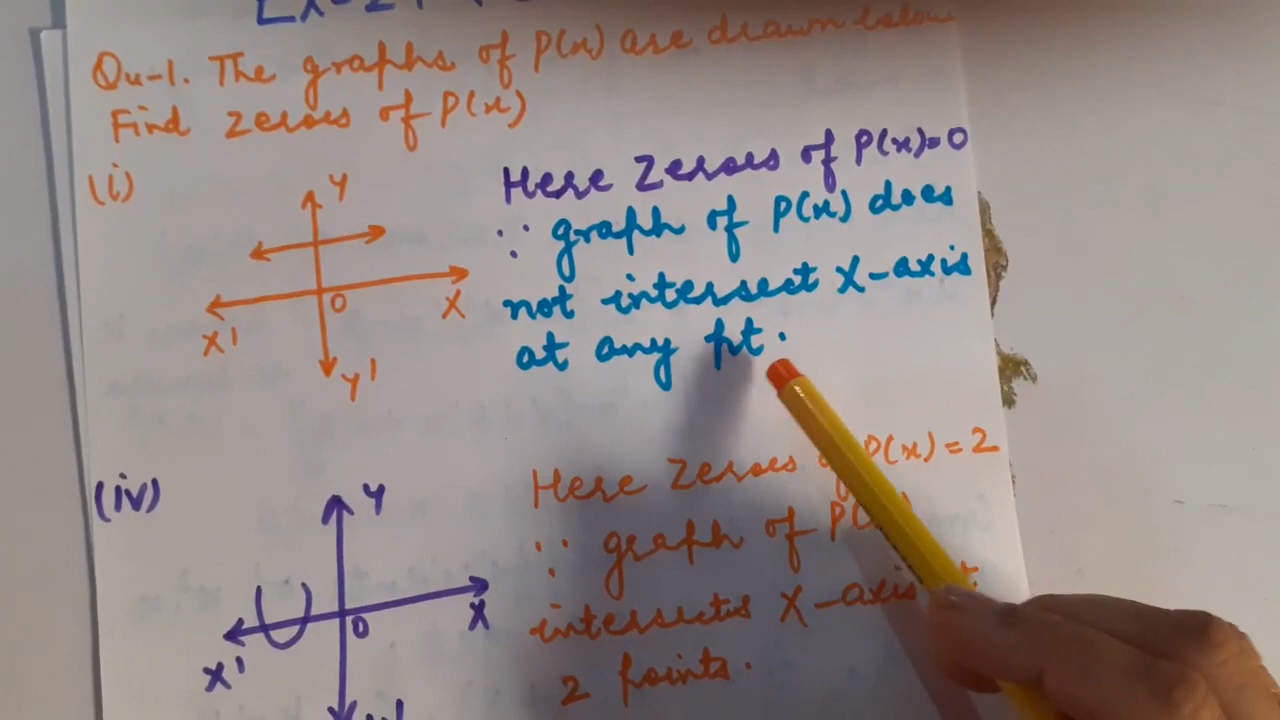 Qu-1. The graphs of P(x) are drawn below
Find zeroes of P(x)
(i)
Y
X
O
X'
Y'
Here Zeroes of P(x)=0
∵ graph of P(x) does
not intersect X-axis
at any pt.
(iv)
Y
X
O
X'
Here Zeroes of P(x) = 2
∵ graph of
intersects X-axis
2 points.